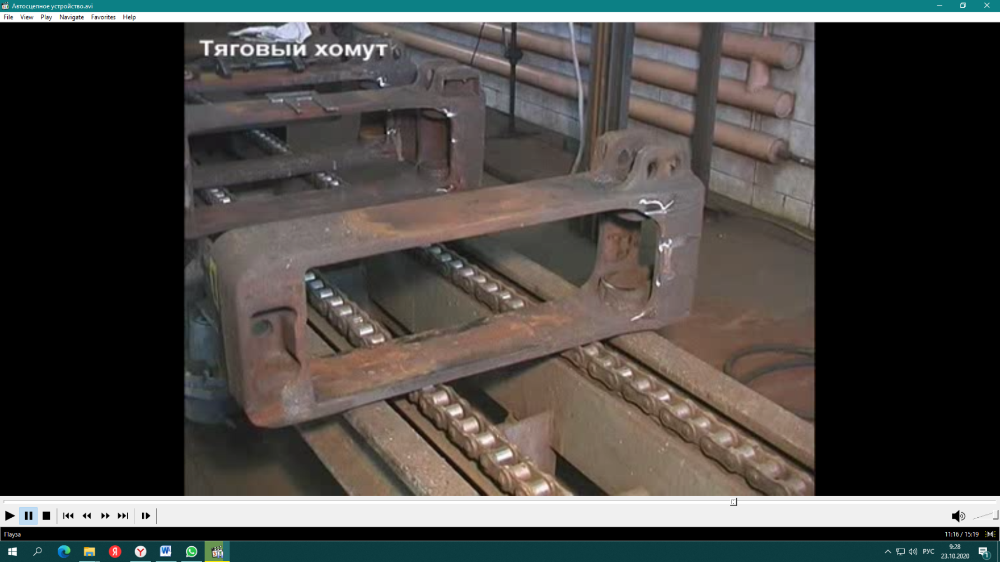 Автосцепное устройство.avi
File View Play Navigate Favorites Help
Тяговый хомут
Пауза
11:16 / 15:19
РУС
9:28
23.10.2020
1